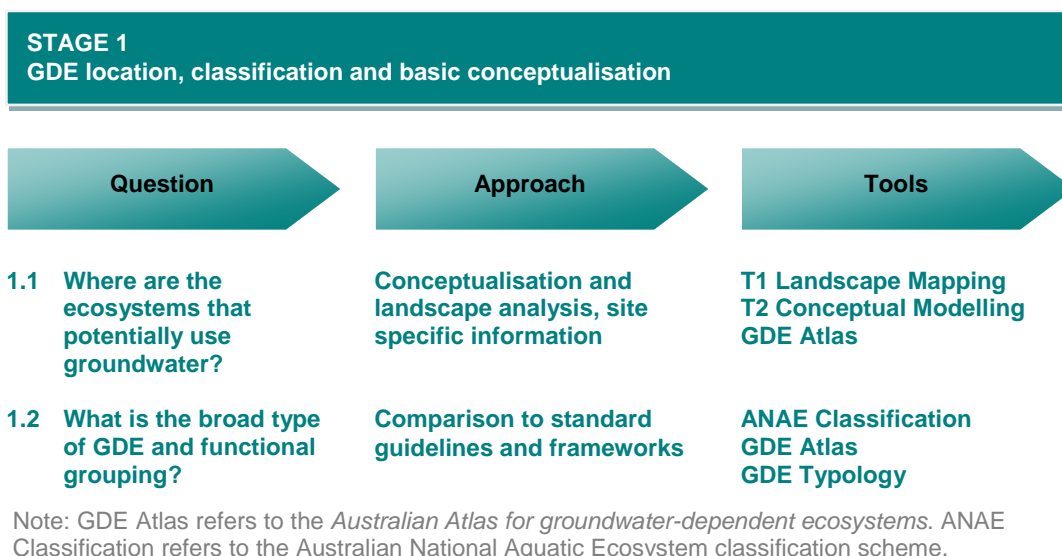 STAGE 1
GDE location, classification and basic conceptualisation
Question
Approach
Tools
1.1 Where are the
ecosystems that
potentially use
groundwater?
Conceptualisation and
landscape analysis, site
specific information
T1 Landscape Mapping
T2 Conceptual Modelling
GDE Atlas
1.2 What is the broad type
of GDE and functional
grouping?
Comparison to standard
guidelines and frameworks
ANAE Classification
GDE Atlas
GDE Typology
Note: GDE Atlas refers to the Australian Atlas for groundwater-dependent ecosystems. ANAE
Classification refers to the Australian National Aquatic Ecosystem classification scheme.